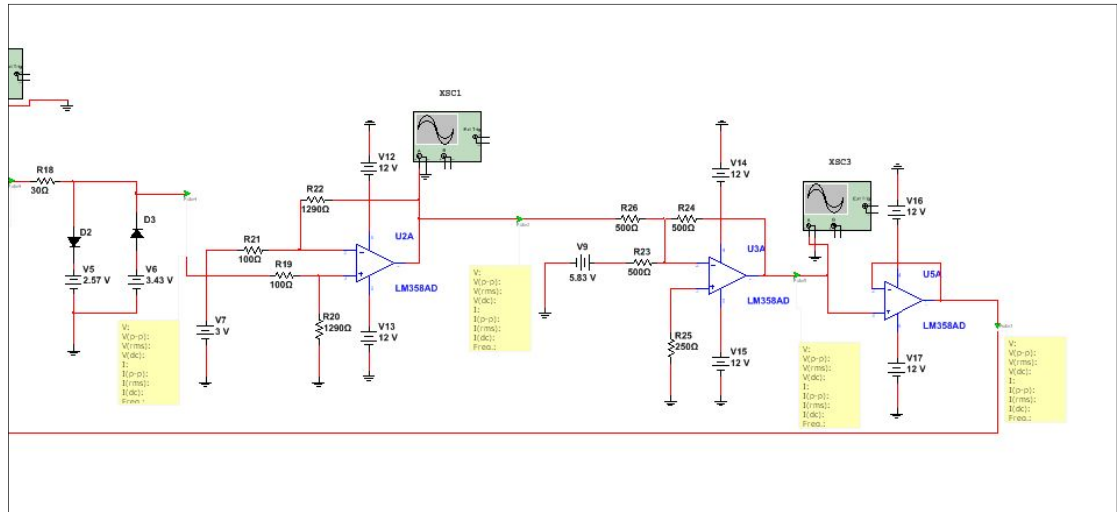 XSC1
V12
12 V
R18
30Ω
R22
1290Ω
V14
12 V
XSC3
V16
12 V
D2
D3
R21
100Ω
U2A
R26
500Ω
R24
500Ω
U3A
V9
5.83 V
R23
500Ω
U5A
V5
2.57 V
V6
3.43 V
R19
100Ω
LM358AD
LM358AD
LM358AD
V7
3 V
R20
1290Ω
V13
12 V
R25
250Ω
V15
12 V
V17
12 V
V:
V(p-p):
V(rms):
V(dc):
I:
I(p-p):
I(rms):
I(dc):
Freq.:
V:
V(p-p):
V(rms):
V(dc):
I:
I(p-p):
I(rms):
I(dc):
Freq.:
V:
V(p-p):
V(rms):
V(dc):
I:
I(p-p):
I(rms):
I(dc):
Freq.:
V:
V(p-p):
V(rms):
V(dc):
I:
I(p-p):
I(rms):
I(dc):
Freq.: